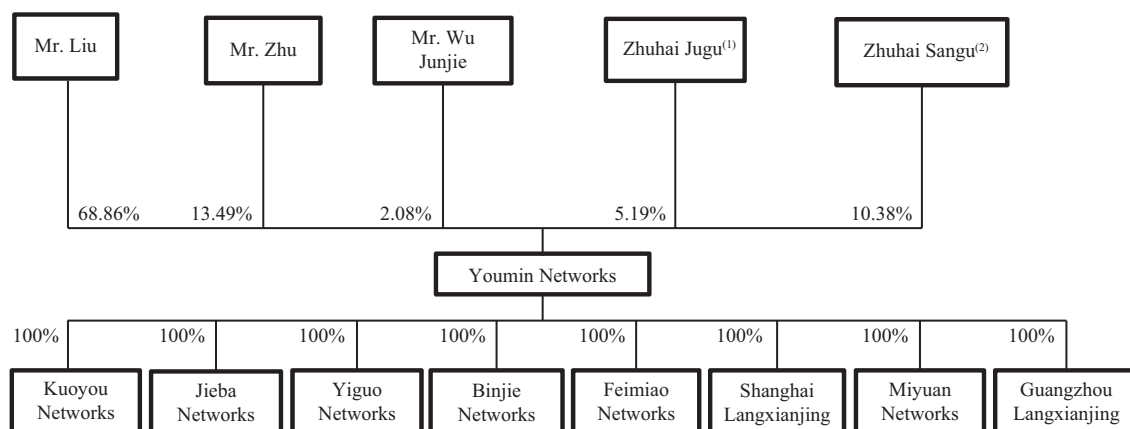 Mr. Liu
Mr. Zhu
Mr. Wu
Junjie
Zhuhai Jugu(1)
Zhuhai Sangu(2)
68.86%
13.49%
2.08%
5.19%
10.38%
Youmin Networks
100%
100%
100%
100%
100%
100%
100%
100%
Kuoyou
Networks
Jieba
Networks
Yiguo
Networks
Binjie
Networks
Feimiao
Networks
Shanghai
Langxianjing
Miyuan
Networks
Guangzhou
Langxianjing